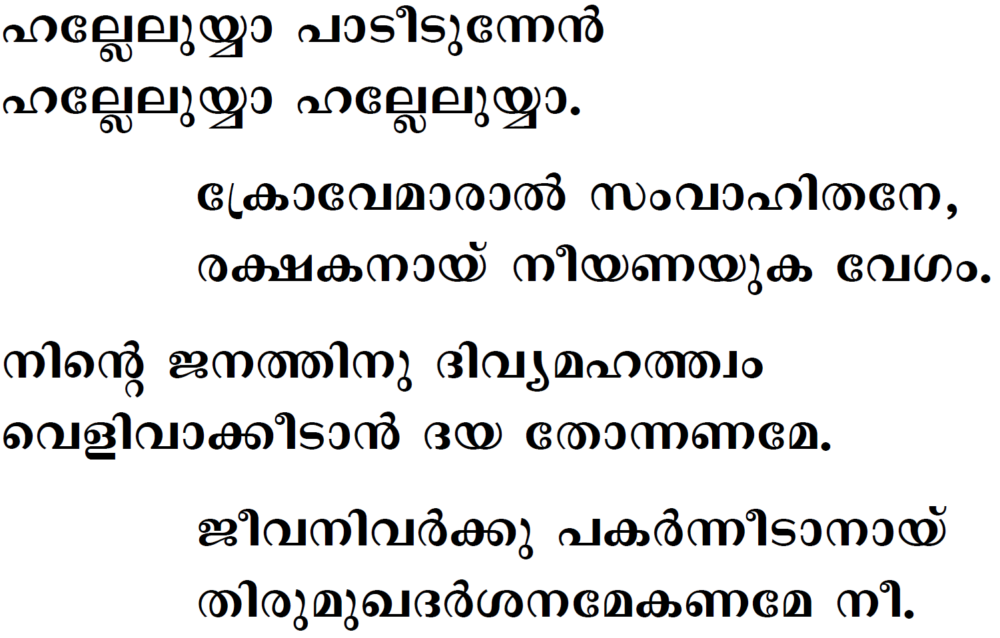 ഹല്ലേലുയ്യാ പാടീടുന്നേൻ
ഹല്ലേലുയ്യാ ഹല്ലേലുയ്യാ.
ക്രോവേമാരാൽ സംവാഹിതനേ,
രക്ഷകനായ് നീയണയുക വേഗം.
നിന്റെ ജനത്തിനു ദിവ്യമഹത്ത്വം
വെളിവാക്കീടാൻ ദയ തോന്നണമേ.
ജീവനിവർക്കു പകർന്നീടാനായ്
തിരുമുഖദർശനമേകണമേ നീ.